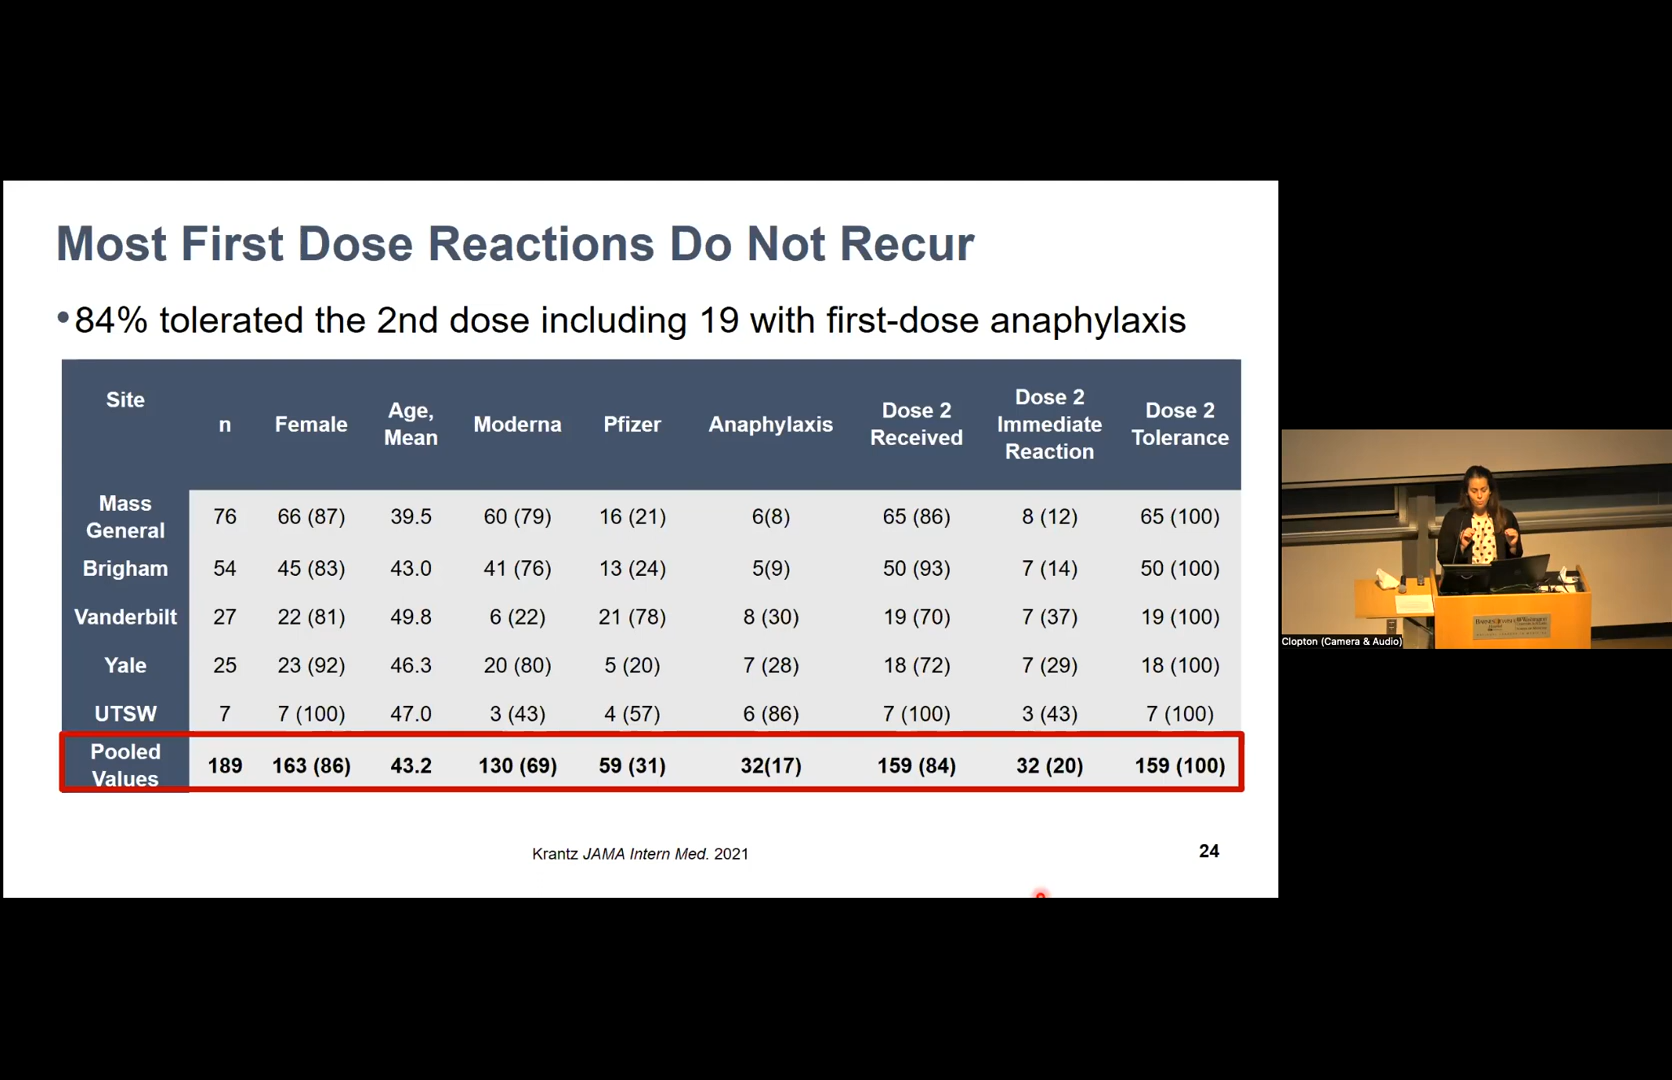 Most First Dose Reactions Do Not Recur
•84% tolerated the 2nd dose including 19 with first-dose anaphylaxis
Site n Female Age, Mean Moderna Pfizer Anaphylaxis Dose 2 Received Dose 2 Immediate Reaction Dose 2 Tolerance
Mass General 76 66 (87) 39.5 60 (79) 16 (21) 6(8) 65 (86) 8 (12) 65 (100)
Brigham 54 45 (83) 43.0 41 (76) 13 (24) 5(9) 50 (93) 7 (14) 50 (100)
Vanderbilt 27 22 (81) 49.8 6 (22) 21 (78) 8 (30) 19 (70) 7 (37) 19 (100)
Yale 25 23 (92) 46.3 20 (80) 5 (20) 7 (28) 18 (72) 7 (29) 18 (100)
UTSW 7 7 (100) 47.0 3 (43) 4 (57) 6 (86) 7 (100) 3 (43) 7 (100)
Pooled Values 189 163 (86) 43.2 130 (69) 59 (31) 32(17) 159 (84) 32 (20) 159 (100)
Krantz JAMA Intern Med. 2021
24
Clopton (Camera & Audio)